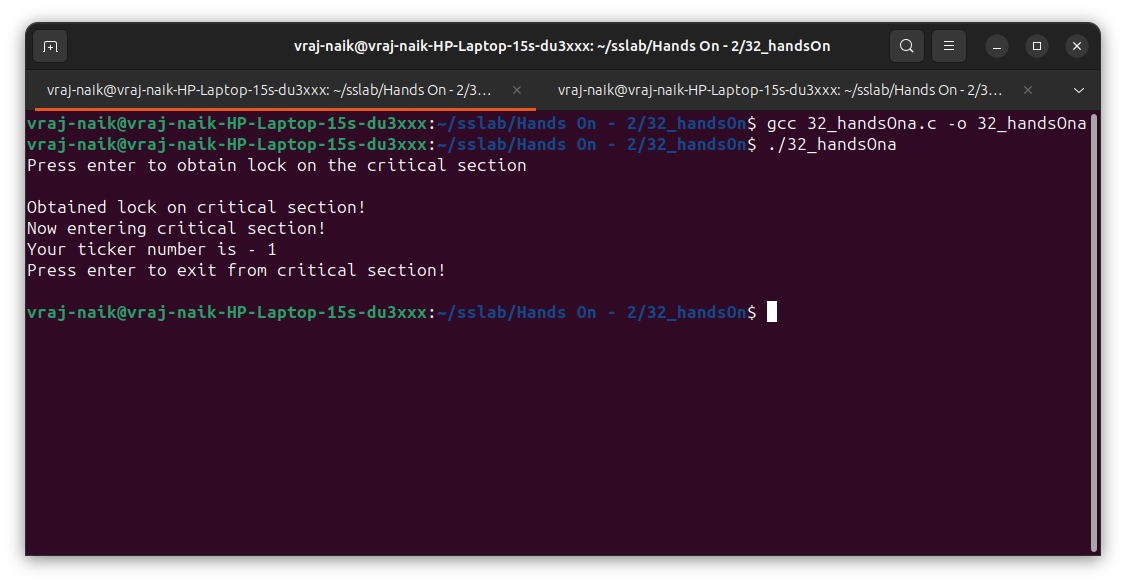 vraj-naik@vraj-naik-HP-Laptop-15s-du3xxx: ~/sslab/Hands On - 2/32_handsOn
vraj-naik@vraj-naik-HP-Laptop-15s-du3xxx: ~/sslab/Hands On - 2/3...
vraj-naik@vraj-naik-HP-Laptop-15s-du3xxx: ~/sslab/Hands On - 2/3...
vraj-naik@vraj-naik-HP-Laptop-15s-du3xxx:~/sslab/Hands On - 2/32_handsOn$ gcc 32_handsOna.c -o 32_handsOna
vraj-naik@vraj-naik-HP-Laptop-15s-du3xxx:~/sslab/Hands On - 2/32_handsOn$ ./32_handsOna
Press enter to obtain lock on the critical section
Obtained lock on critical section!
Now entering critical section!
Your ticker number is - 1
Press enter to exit from critical section!
vraj-naik@vraj-naik-HP-Laptop-15s-du3xxx:~/sslab/Hands On - 2/32_handsOn$